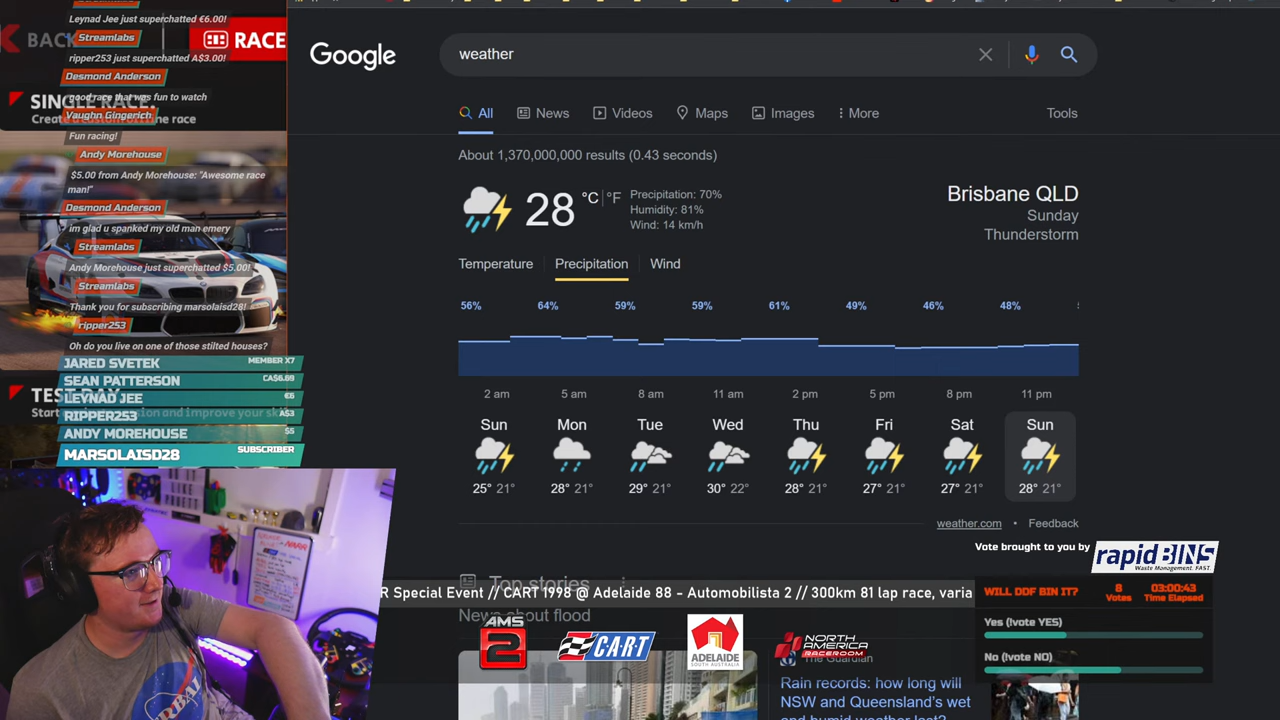 Leynad Jee just superchatted €6.00!
Streamlabs
ripper253 just superchatted A$3.00!
Desmond Anderson
good race that was fun to watch
Vaughn Gingerich
Fun racing!
Andy Morehouse
$5.00 from Andy Morehouse: "Awesome race
man!"
Desmond Anderson
im glad u spanked my old man emery
Streamlabs
Andy Morehouse just superchatted $5.00!
Streamlabs
Thank you for subscribing marsolaisd28!
ripper253
Oh do you live on one of those stilted houses?
BACK
RACE
SINGLE RACE
JARED SVETEK MEMBER X7
SEAN PATTERSON CA$6.69
LEYNAD JEE €6
RIPPER253 A$3
ANDY MOREHOUSE $5
MARSOLAISD28 SUBSCRIBER
TEST DAY
Google
weather
All News Videos Maps Images More Tools
About 1,370,000,000 results (0.43 seconds)
28 °C | °F
Precipitation: 70%
Humidity: 81%
Wind: 14 km/h
Brisbane QLD
Sunday
Thunderstorm
Temperature Precipitation Wind
56% 64% 59% 59% 61% 49% 46% 48%
2 am 5 am 8 am 11 am 2 pm 5 pm 8 pm 11 pm
Sun Mon Tue Wed Thu Fri Sat Sun
25° 21° 28° 21° 29° 21° 30° 22° 28° 21° 27° 21° 27° 21° 28° 21°
weather.com • Feedback
Top stories
News about flood
R Special Event // CART 1998 @ Adelaide 88 - Automobilista 2 // 300km 81 lap race, varia
AMS
2
CART
ADELAIDE
SOUTH AUSTRALIA
NORTH AMERICA
RACEROOM
The Guardian
Rain records: how long will
NSW and Queensland's wet
and humid weather last?
Vote brought to you by
rapidBINS
Waste Management. FAST.
WILL DDF BIN IT?
8
Votes
03:00:43
Time Elapsed
Yes (!vote YES)
No (!vote NO)